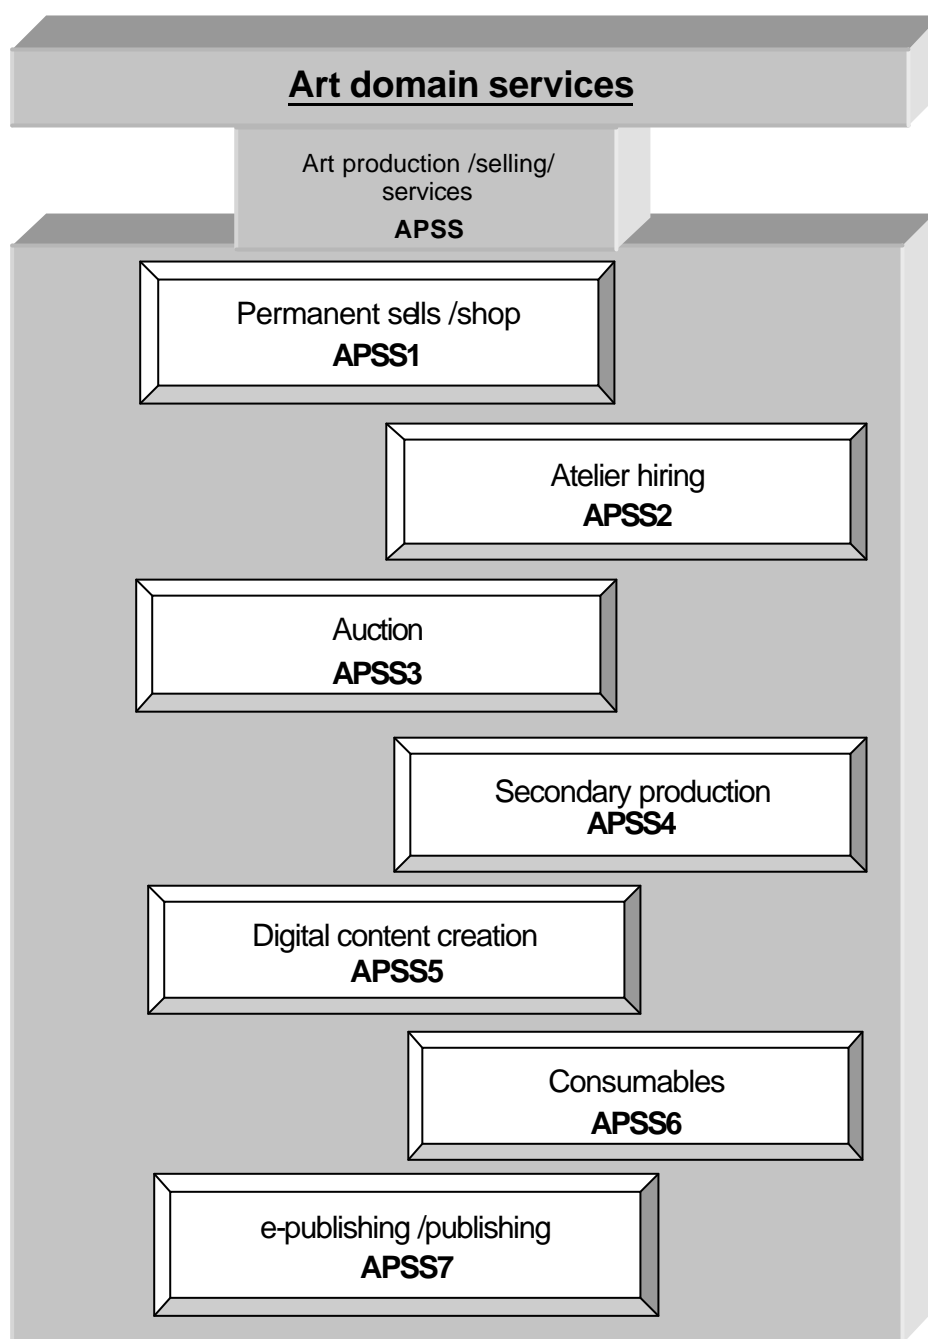 Art domain services
Art production /selling/
services
APSS
Permanent sells /shop
APSS1
Atelier hiring
APSS2
Auction
APSS3
Secondary production
APSS4
Digital content creation
APSS5
Consumables
APSS6
e-publishing /publishing
APSS7